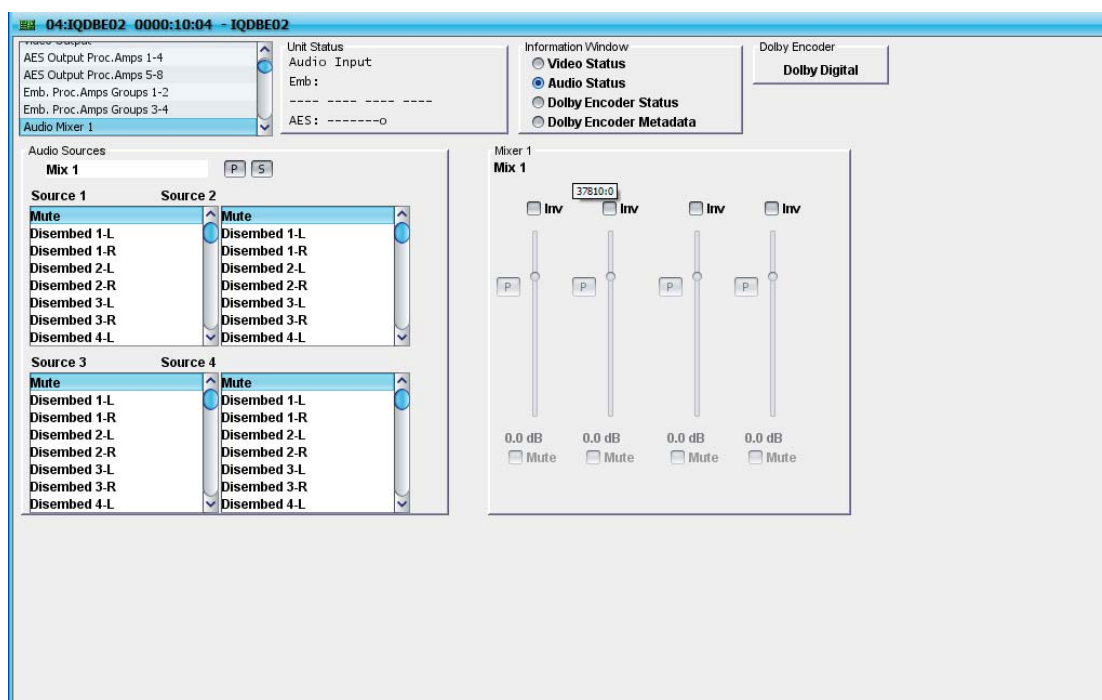 04:IQDBE02 0000:10:04 - IQDBE02
Video Output
AES Output Proc.Amps 1-4
AES Output Proc.Amps 5-8
Emb. Proc.Amps Groups 1-2
Emb. Proc.Amps Groups 3-4
Audio Mixer 1
Unit Status
Audio Input
Emb:
---- ---- ---- ----
AES: -------o
Information Window
Video Status
Audio Status
Dolby Encoder Status
Dolby Encoder Metadata
Dolby Encoder
Dolby Digital
Audio Sources
Mix 1 P S
Source 1 Source 2
Mute Mute
Disembed 1-L Disembed 1-L
Disembed 1-R Disembed 1-R
Disembed 2-L Disembed 2-L
Disembed 2-R Disembed 2-R
Disembed 3-L Disembed 3-L
Disembed 3-R Disembed 3-R
Disembed 4-L Disembed 4-L
Source 3 Source 4
Mute Mute
Disembed 1-L Disembed 1-L
Disembed 1-R Disembed 1-R
Disembed 2-L Disembed 2-L
Disembed 2-R Disembed 2-R
Disembed 3-L Disembed 3-L
Disembed 3-R Disembed 3-R
Disembed 4-L Disembed 4-L
Mixer 1
Mix 1
37810:0
Inv Inv Inv Inv
P P P P
0.0 dB 0.0 dB 0.0 dB 0.0 dB
Mute Mute Mute Mute